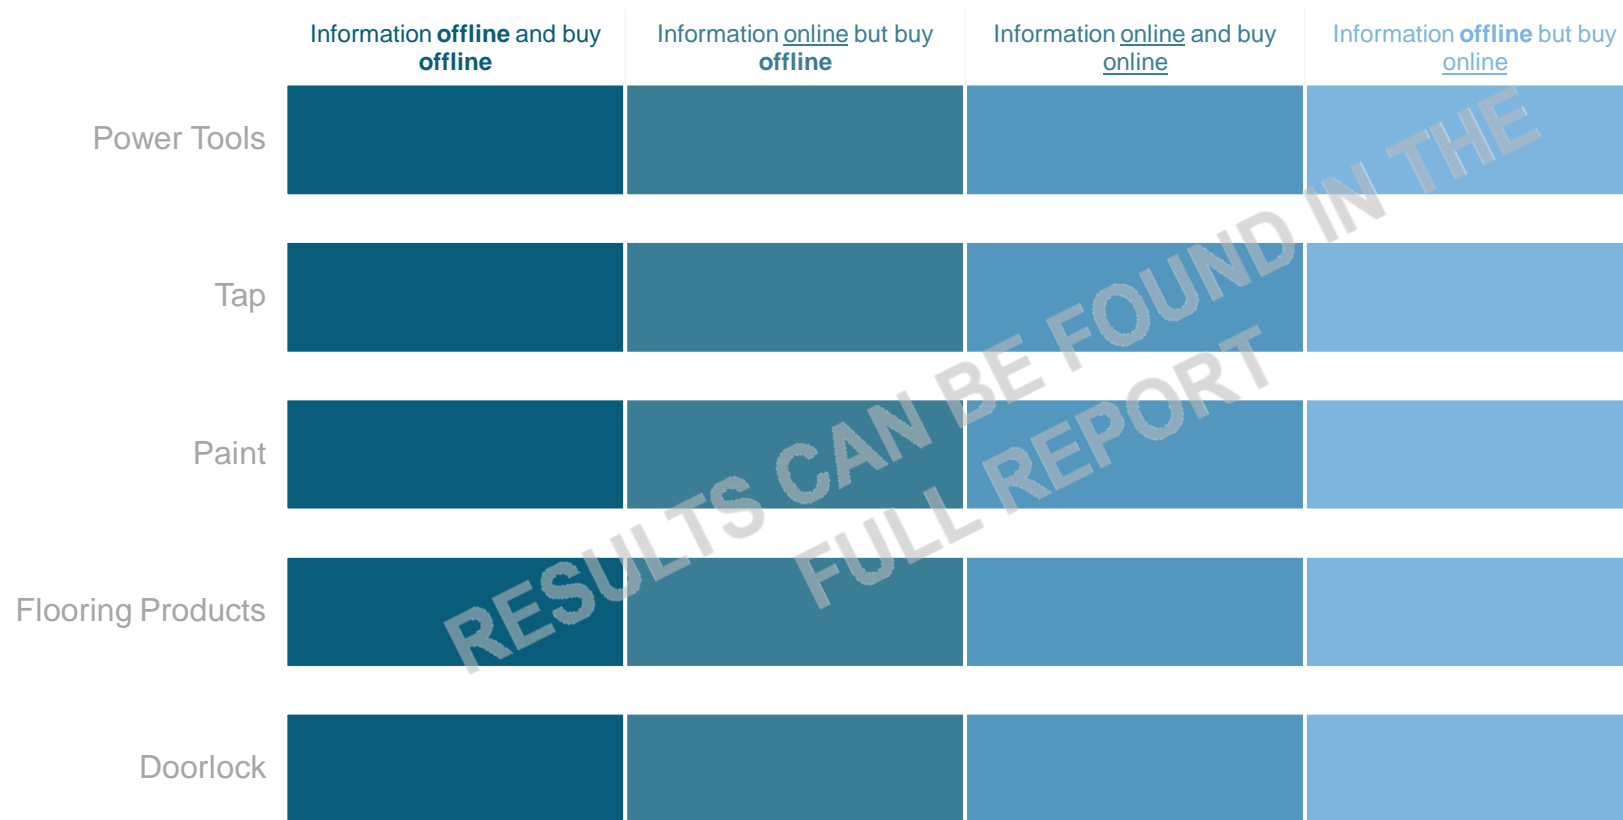 Information offline and buy
offline
Information online but buy
offline
Information online and buy
online
Information offline but buy
online
Power Tools
Tap
Paint
Flooring Products
Doorlock
RESULTS CAN BE FOUND IN THE
FULL REPORT